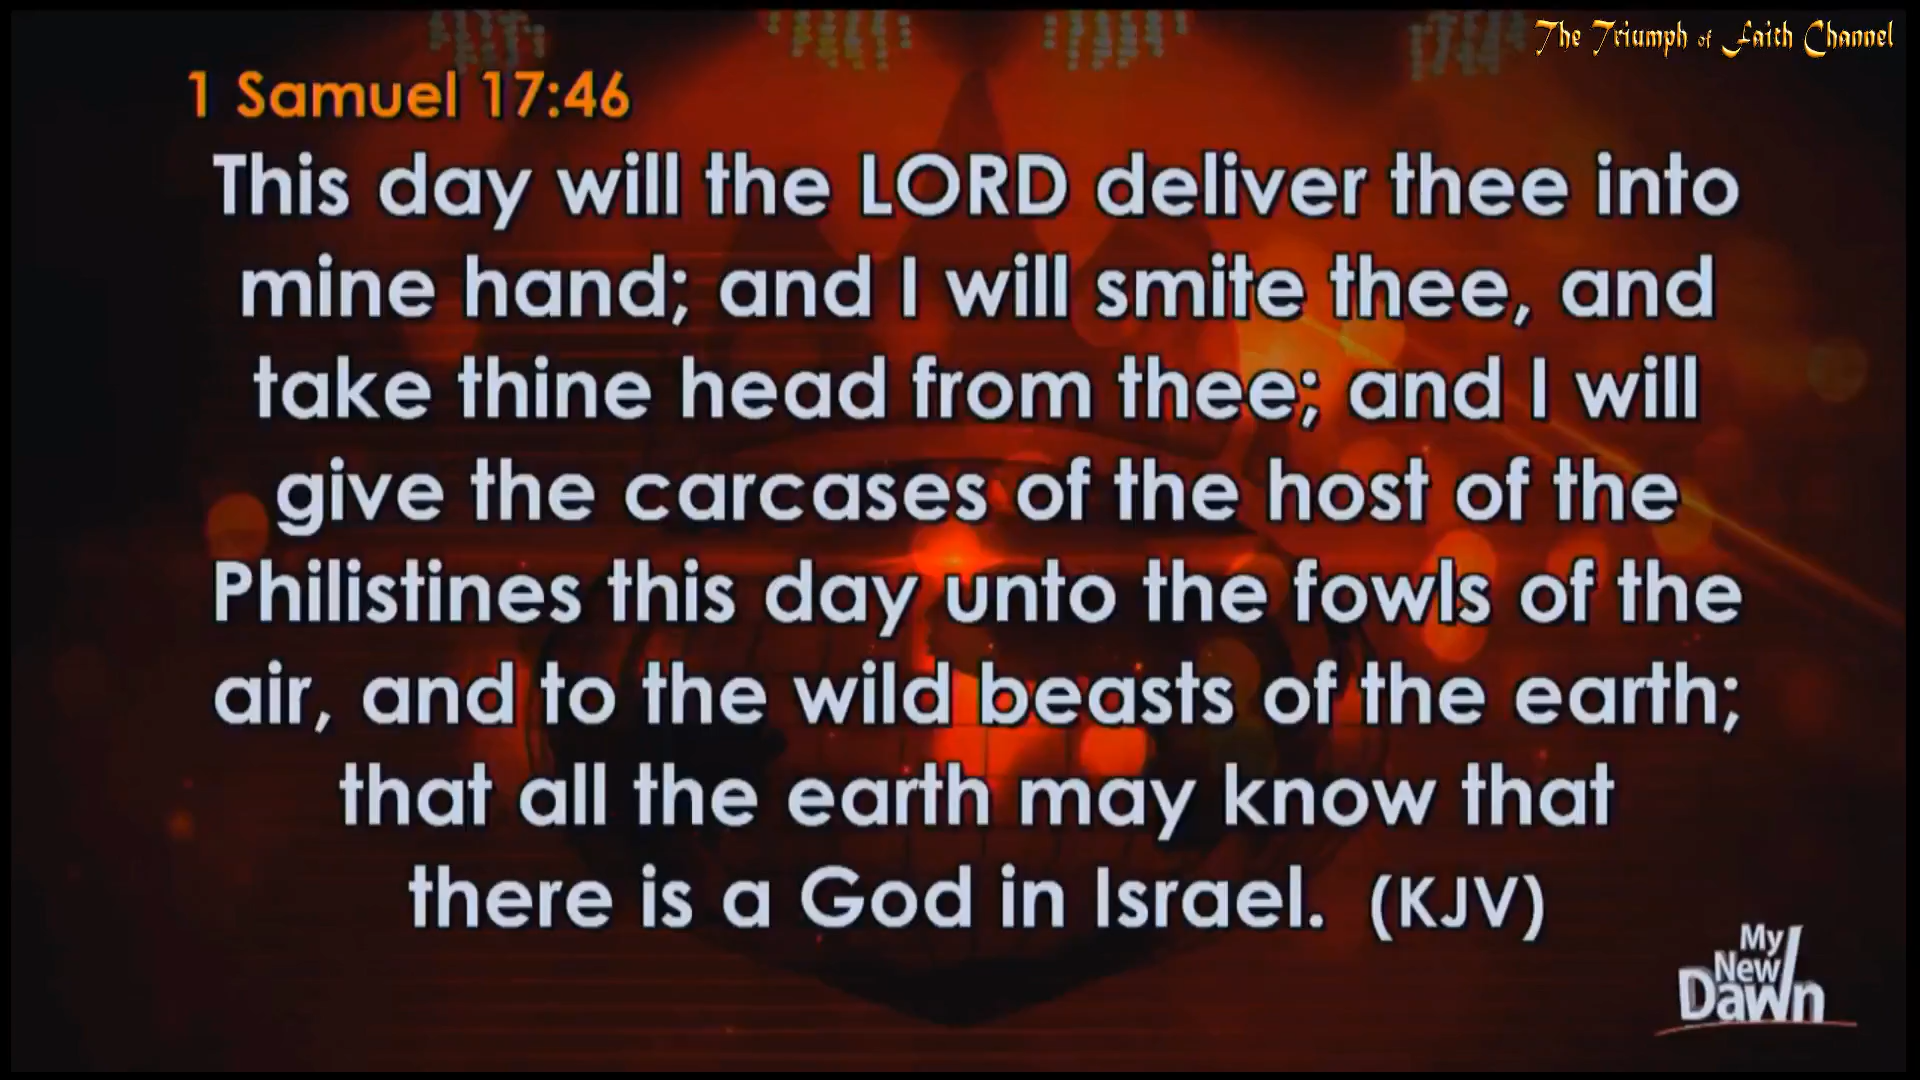 The Triumph of Faith Channel
1 Samuel 17:46
This day will the LORD deliver thee into
mine hand; and I will smite thee, and
take thine head from thee; and I will
give the carcases of the host of the
Philistines this day unto the fowls of the
air, and to the wild beasts of the earth;
that all the earth may know that
there is a God in Israel. (KJV)
My
New
Dawn